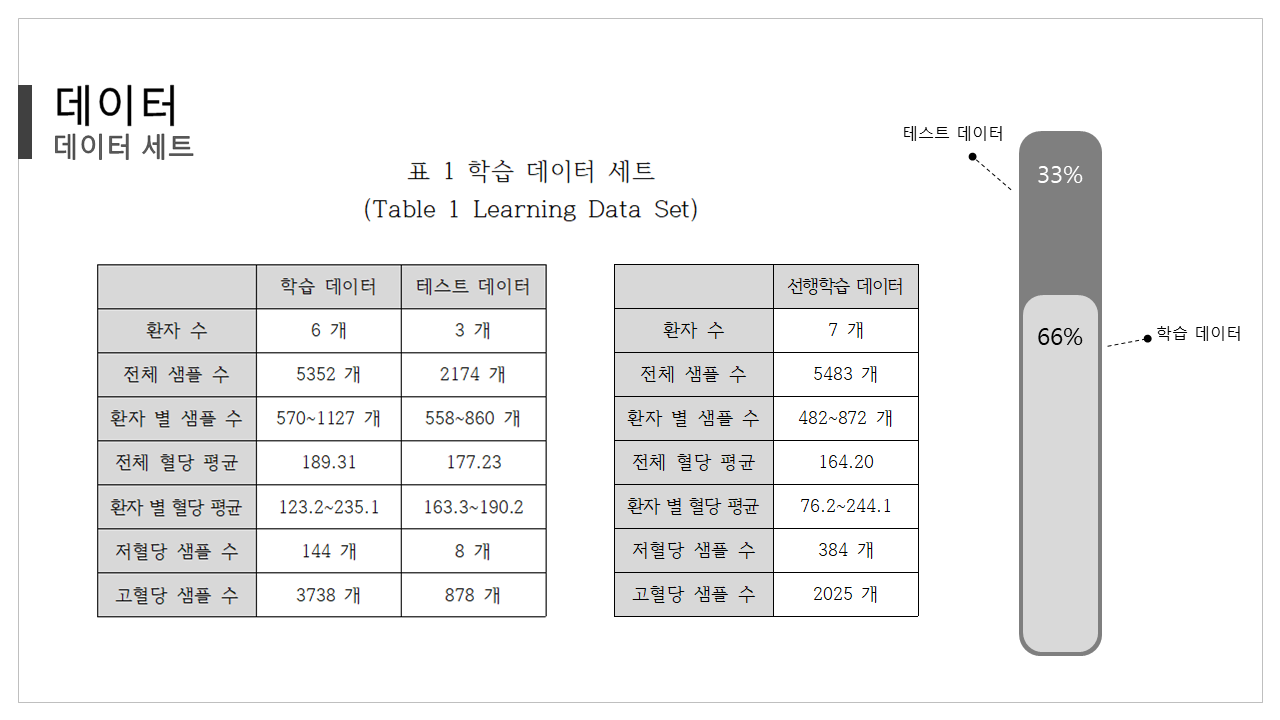 데이터
데이터 세트
표 1 학습 데이터 세트
(Table 1 Learning Data Set)
학습 데이터 테스트 데이터
환자 수 6 개 3 개
전체 샘플 수 5352 개 2174 개
환자 별 샘플 수 570~1127 개 558~860 개
전체 혈당 평균 189.31 177.23
환자 별 혈당 평균 123.2~235.1 163.3~190.2
저혈당 샘플 수 144 개 8 개
고혈당 샘플 수 3738 개 878 개
선행학습 데이터
환자 수 7 개
전체 샘플 수 5483 개
환자 별 샘플 수 482~872 개
전체 혈당 평균 164.20
환자 별 혈당 평균 76.2~244.1
저혈당 샘플 수 384 개
고혈당 샘플 수 2025 개
테스트 데이터
33%
66%
학습 데이터